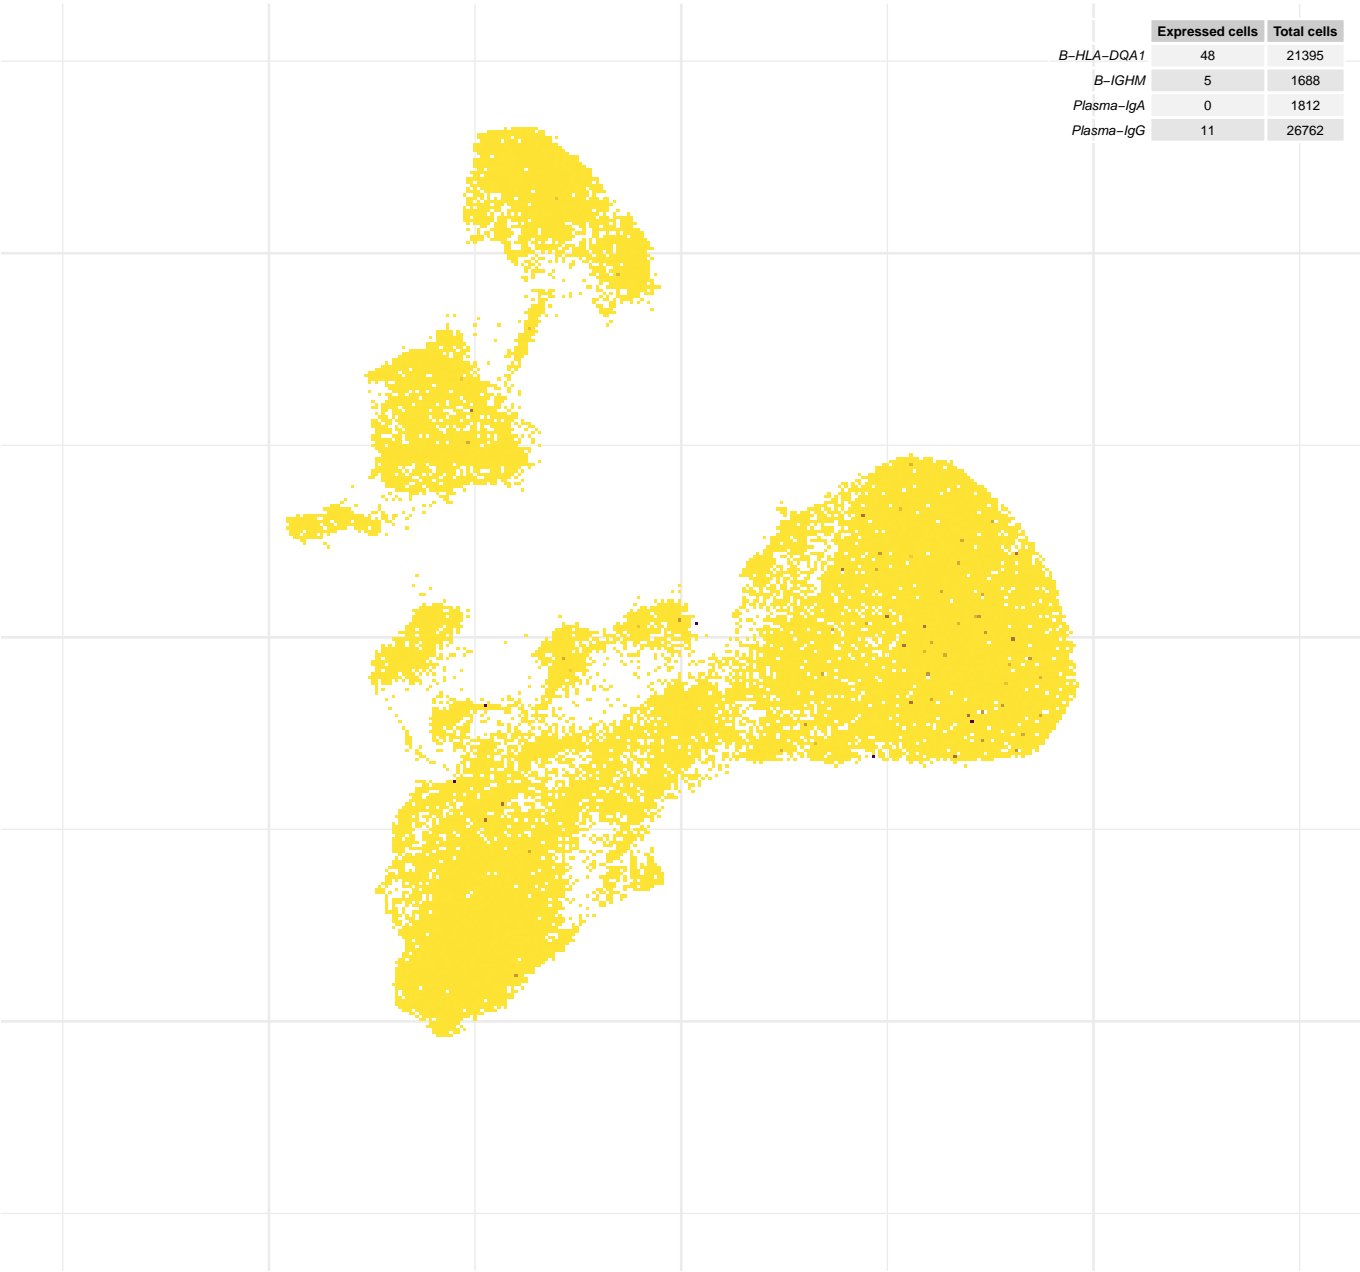 Expressed cells Total cells
B−HLA−DQA1 48 21395
B−IGHM 5 1688
Plasma−IgA 0 1812
Plasma−IgG 11 26762